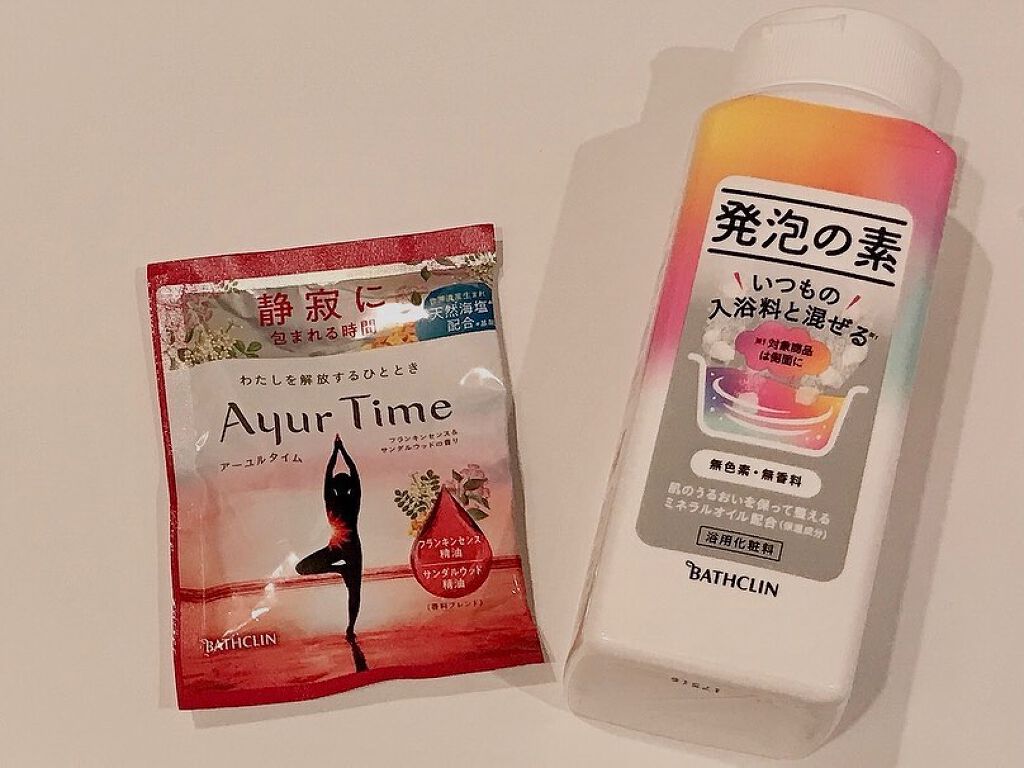 静寂に
包まれる時間
天然海塩
配合
わたしを解放するひととき
Ayur Time
アーユルタイム
フランキンセンス&
サンダルウッドの香り
フランキンセンス
精油
サンダルウッド
精油
(香料ブレンド)
BATHCLIN
発泡の素
いつもの
入浴料と混ぜる※1
※1 対象商品
は側面に
無色素・無香料
肌のうるおいを保って整える
ミネラルオイル配合(保湿成分)
浴用化粧料
BATHCLIN